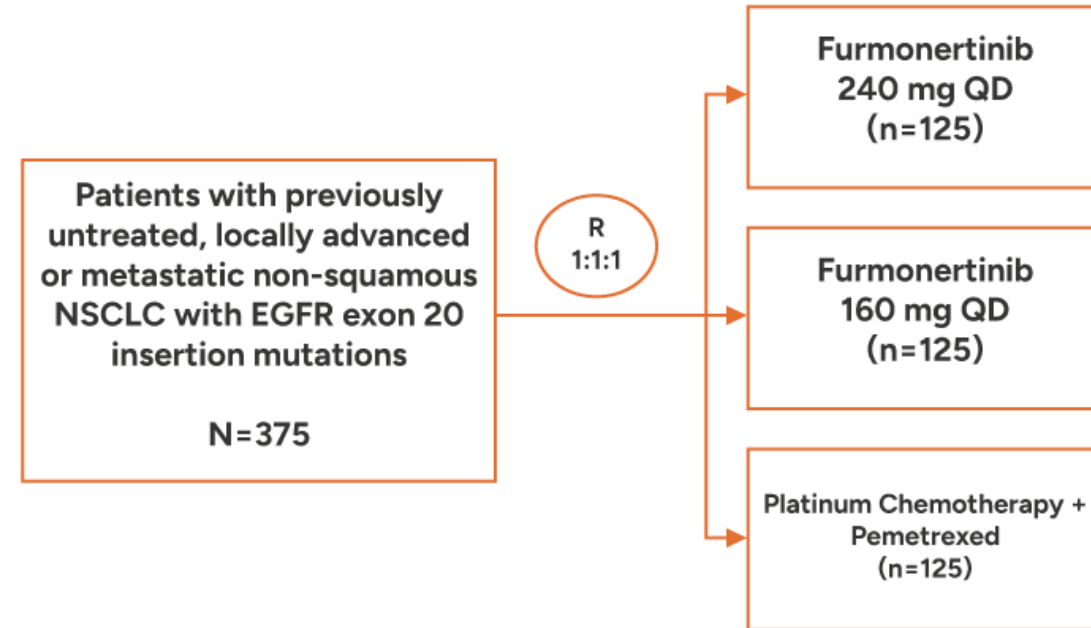 Patients with previously
untreated, locally advanced
or metastatic non-squamous
NSCLC with EGFR exon 20
insertion mutations
N=375
R
1:1:1
Furmonertinib
240 mg QD
(n=125)
Furmonertinib
160 mg QD
(n=125)
Platinum Chemotherapy +
Pemetrexed
(n=125)